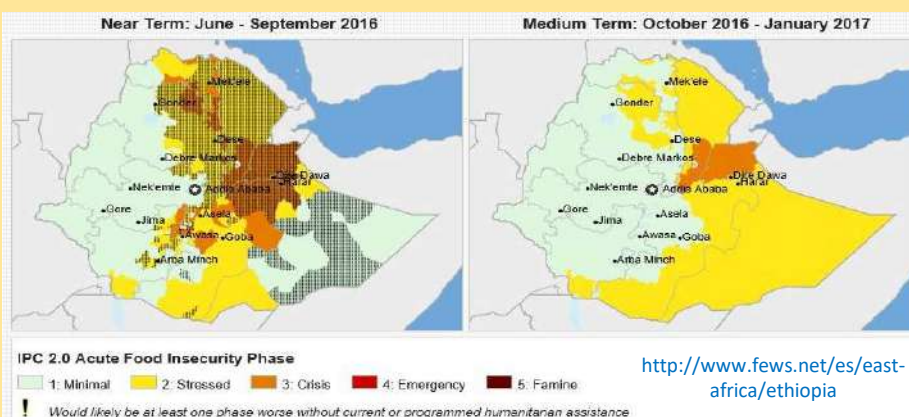 Near Term: June - September 2016
Medium Term: October 2016 - January 2017
Mek'ele
Gonder
Dese
Debre Markos
Dire Dawa
Harar
Nek'emte
Addis Ababa
Gore
Jima
Asela
Awasa
Goba
Arba Minch
Mek'ele
Gonder
Dese
Debre Markos
Dire Dawa
Harar
Nek'emte
Addis Ababa
Gore
Jima
Asela
Awasa
Goba
Arba Minch
IPC 2.0 Acute Food Insecurity Phase
1: Minimal 2: Stressed 3: Crisis 4: Emergency 5: Famine
! Would likely be at least one phase worse without current or programmed humanitarian assistance
http://www.fews.net/es/east-
africa/ethiopia